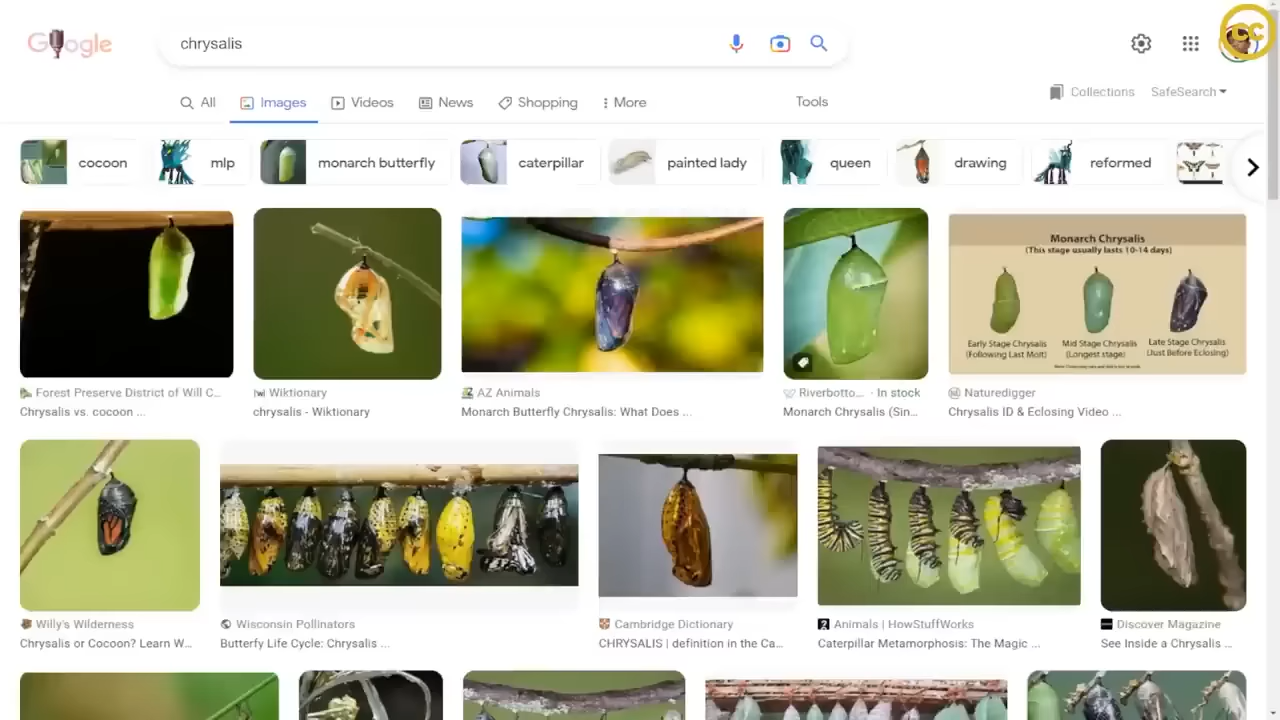 Google
chrysalis
CC
All
Images
Videos
News
Shopping
More
Tools
Collections
SafeSearch
cocoon
mlp
monarch butterfly
caterpillar
painted lady
queen
drawing
reformed
Monarch Chrysalis
(This stage usually lasts 10-14 days)
Early Stage Chrysalis
(Following Last Molt)
Mid Stage Chrysalis
(Longest stage)
Late Stage Chrysalis
(Just Before Eclosing)
Forest Preserve District of Will C...
Chrysalis vs. cocoon ...
Wiktionary
chrysalis - Wiktionary
AZ Animals
Monarch Butterfly Chrysalis: What Does ...
Riverbotto... · In stock
Monarch Chrysalis (Sin...
Naturedigger
Chrysalis ID & Eclosing Video ...
Willy's Wilderness
Chrysalis or Cocoon? Learn W...
Wisconsin Pollinators
Butterfly Life Cycle: Chrysalis ...
Cambridge Dictionary
CHRYSALIS | definition in the Ca...
Animals | HowStuffWorks
Caterpillar Metamorphosis: The Magic ...
Discover Magazine
See Inside a Chrysalis ...